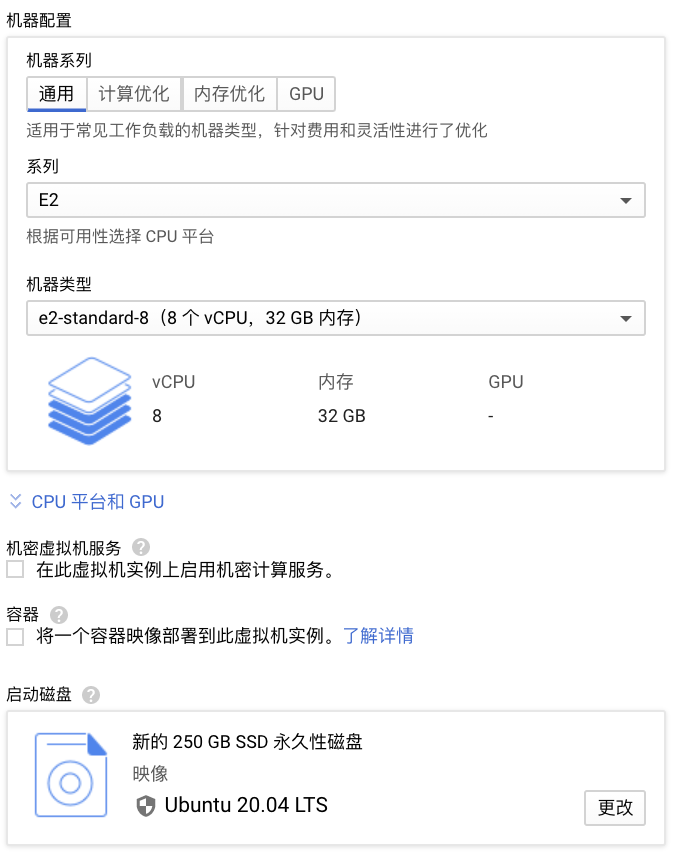 机器配置
机器系列
通用 计算优化 内存优化 GPU
适用于常见工作负载的机器类型，针对费用和灵活性进行了优化
系列
E2
根据可用性选择 CPU 平台
机器类型
e2-standard-8（8 个 vCPU，32 GB 内存）
vCPU 内存 GPU
8 32 GB -
CPU 平台和 GPU
机密虚拟机服务 ?
在此虚拟机实例上启用机密计算服务。
容器 ?
将一个容器映像部署到此虚拟机实例。了解详情
启动磁盘 ?
新的 250 GB SSD 永久性磁盘
映像
Ubuntu 20.04 LTS
更改